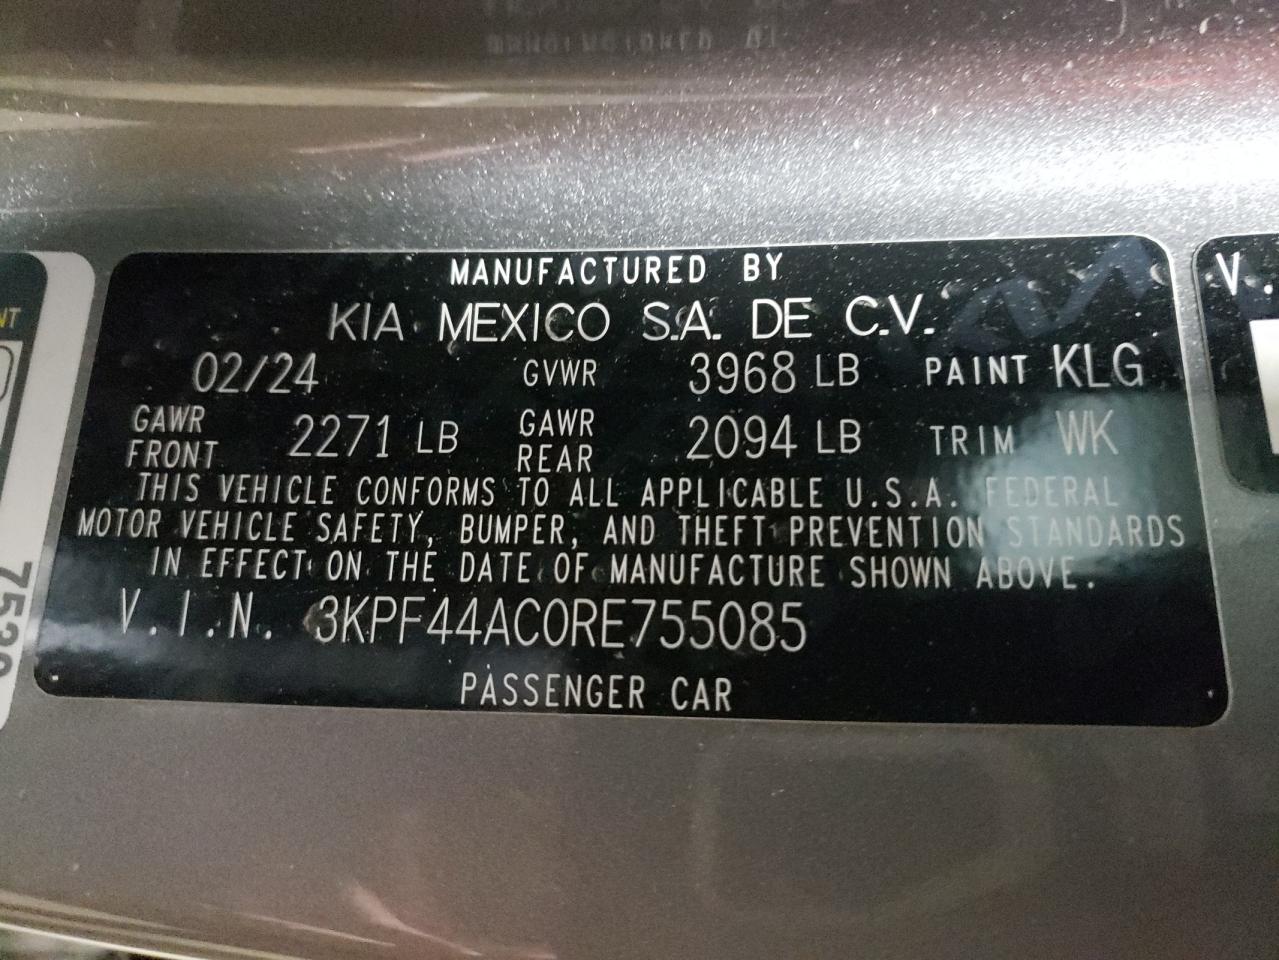 MANUFACTURED BY
KIA MEXICO S.A. DE C.V.
02/24 GVWR 3968 LB PAINT KLG
GAWR FRONT 2271 LB GAWR REAR 2094 LB TRIM WK
THIS VEHICLE CONFORMS TO ALL APPLICABLE U.S.A. FEDERAL
MOTOR VEHICLE SAFETY, BUMPER, AND THEFT PREVENTION STANDARDS
IN EFFECT ON THE DATE OF MANUFACTURE SHOWN ABOVE.
V.I.N. 3KPF44AC0RE755085
PASSENGER CAR
NT
V.